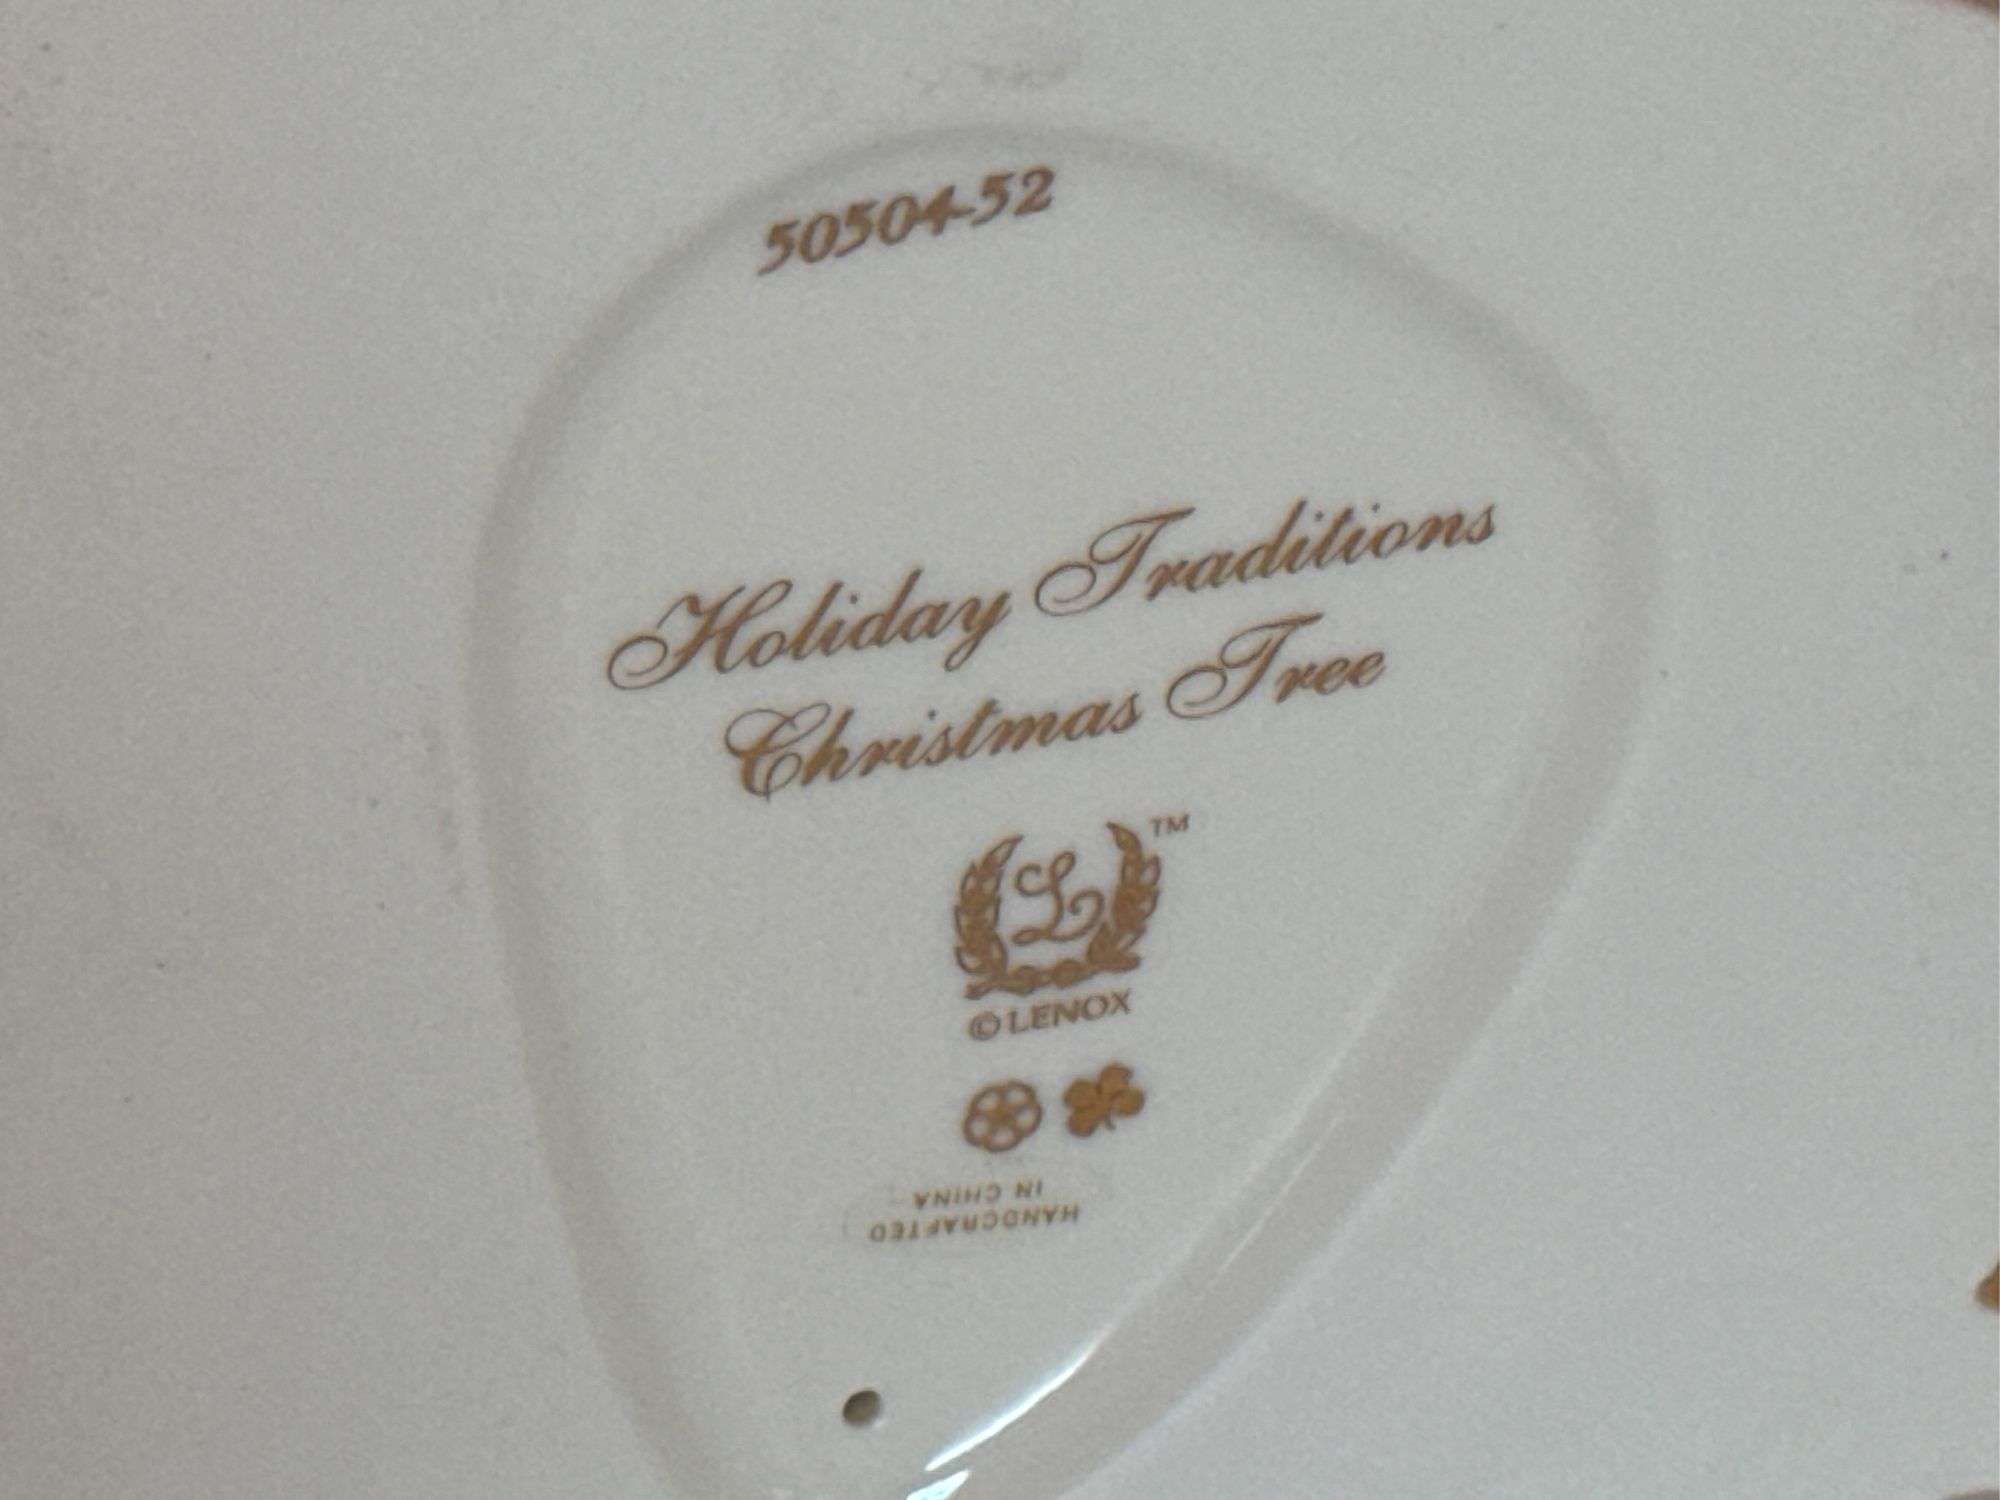 50504-52
Holiday Traditions
Christmas Tree
L ™
© LENOX
HANDCRAFTED
IN CHINA